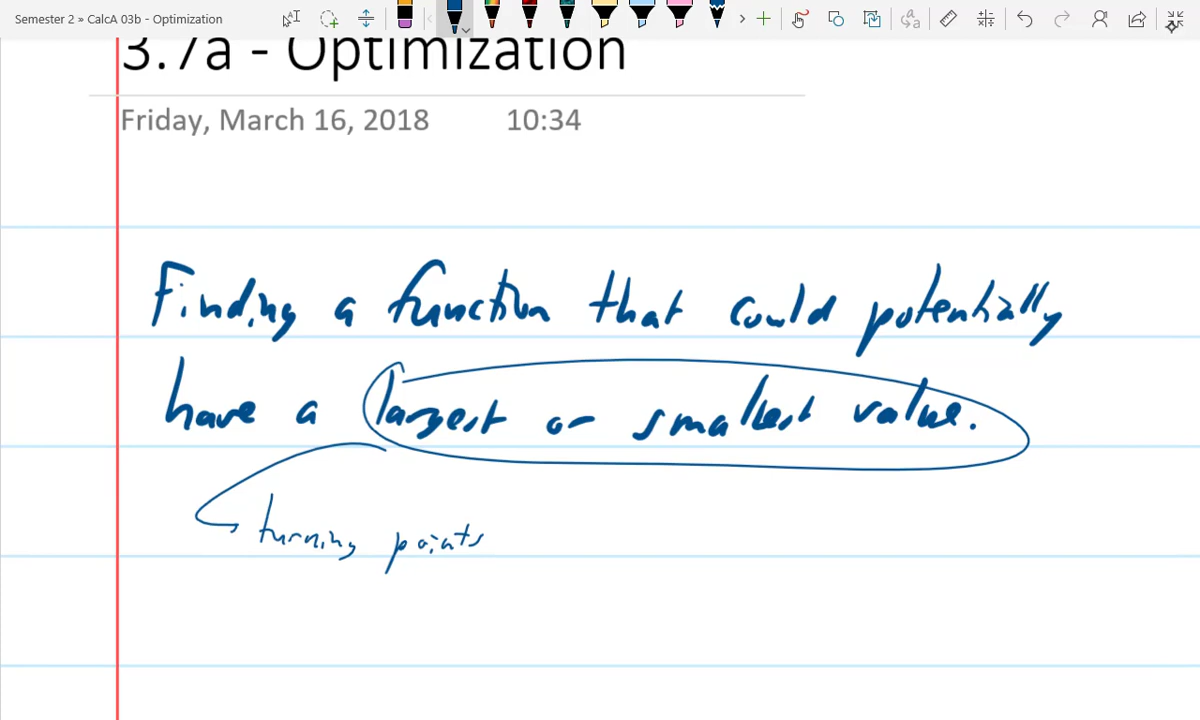 Semester 2 » CalcA 03b - Optimization
3.7a - Optimization
Friday, March 16, 2018 10:34
Finding a function that could potentially
have a largest or smallest value.
turning points